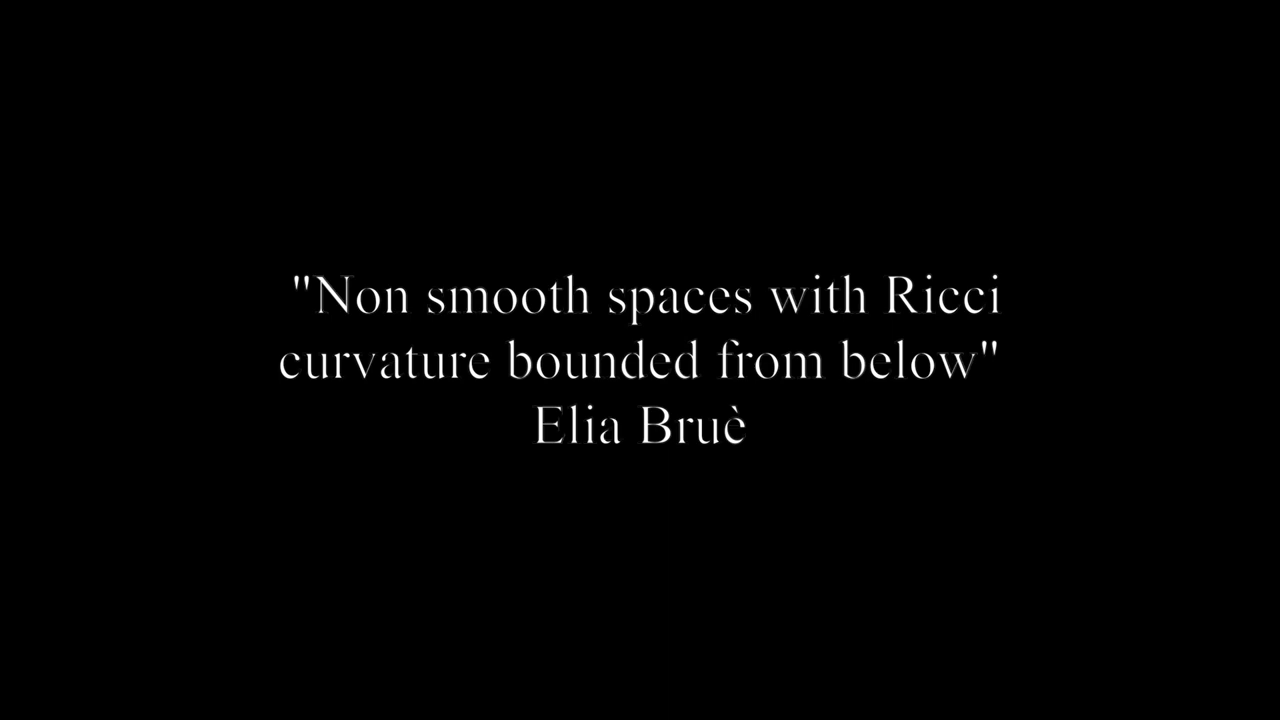 "Non smooth spaces with Ricci
curvature bounded from below"
Elia Bruè